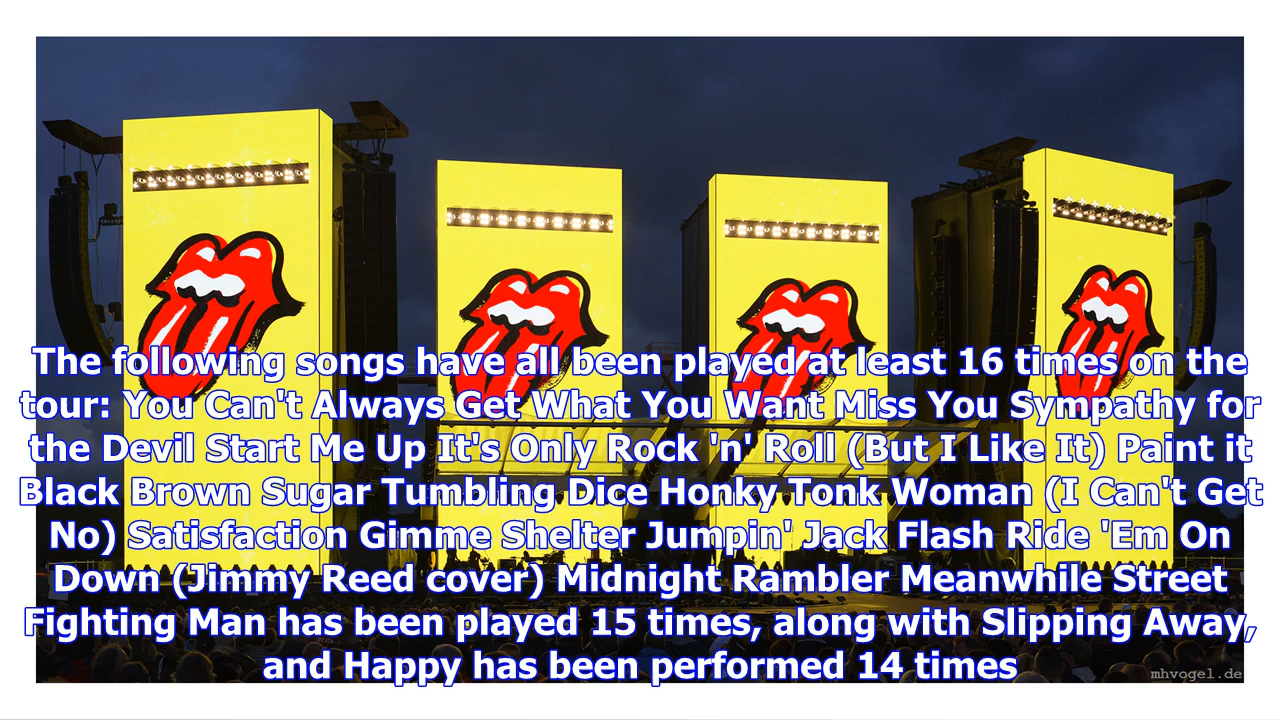 The following songs have all been played at least 16 times on the
tour: You Can't Always Get What You Want Miss You Sympathy for
the Devil Start Me Up It's Only Rock 'n' Roll (But I Like It) Paint it
Black Brown Sugar Tumbling Dice Honky Tonk Woman (I Can't Get
No) Satisfaction Gimme Shelter Jumpin' Jack Flash Ride 'Em On
Down (Jimmy Reed cover) Midnight Rambler Meanwhile Street
Fighting Man has been played 15 times, along with Slipping Away,
and Happy has been performed 14 times
mhvogel.de